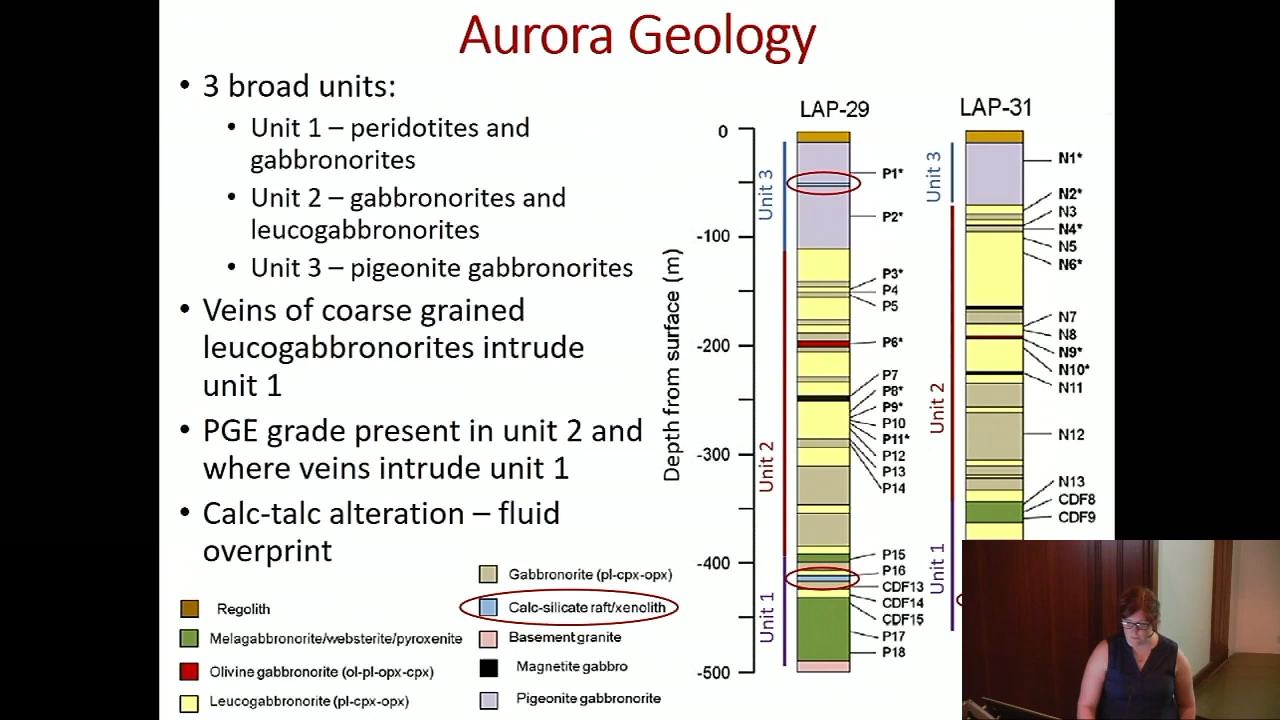 Aurora Geology
• 3 broad units:
• Unit 1 – peridotites and
gabbronorites
• Unit 2 – gabbronorites and
leucogabbronorites
• Unit 3 – pigeonite gabbronorites
• Veins of coarse grained
leucogabbronorites intrude
unit 1
• PGE grade present in unit 2 and
where veins intrude unit 1
• Calc-talc alteration – fluid
overprint
Regolith
Melagabbronorite/websterite/pyroxenite
Olivine gabbronorite (ol-pl-opx-cpx)
Leucogabbronorite (pl-cpx-opx)
Gabbronorite (pl-cpx-opx)
Calc-silicate raft/xenolith
Basement granite
Magnetite gabbro
Pigeonite gabbronorite
Depth from surface (m)
0
-100
-200
-300
-400
-500
LAP-29
Unit 3
Unit 2
Unit 1
P1*
P2*
P3*
P4
P5
P6*
P7
P8*
P9*
P10
P11*
P12
P13
P14
P15
P16
CDF13
CDF14
CDF15
P17
P18
LAP-31
Unit 3
Unit 2
Unit 1
N1*
N2*
N3
N4*
N5
N6*
N7
N8
N9*
N10*
N11
N12
N13
CDF8
CDF9